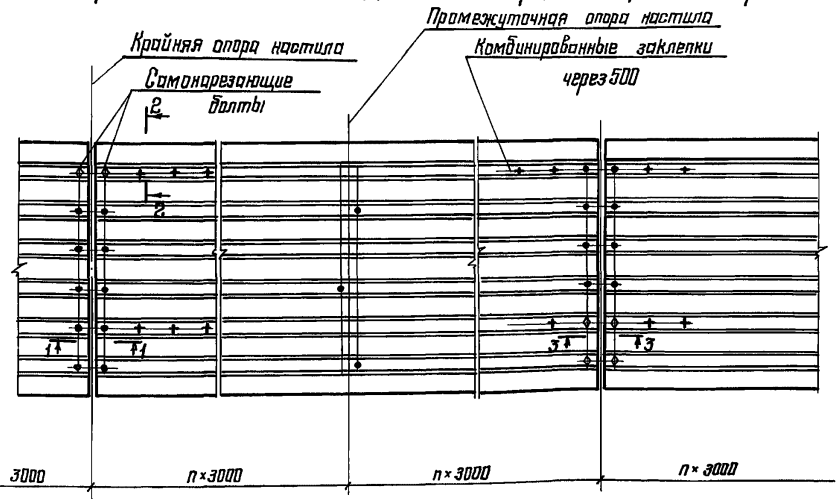 Промежуточная опора настила
Крайняя опора настила
Комбинированные заклепки
через 500
Самонарезающие
болты
2
2
1 1
3 3
3000 n×3000 n×3000 n×3000